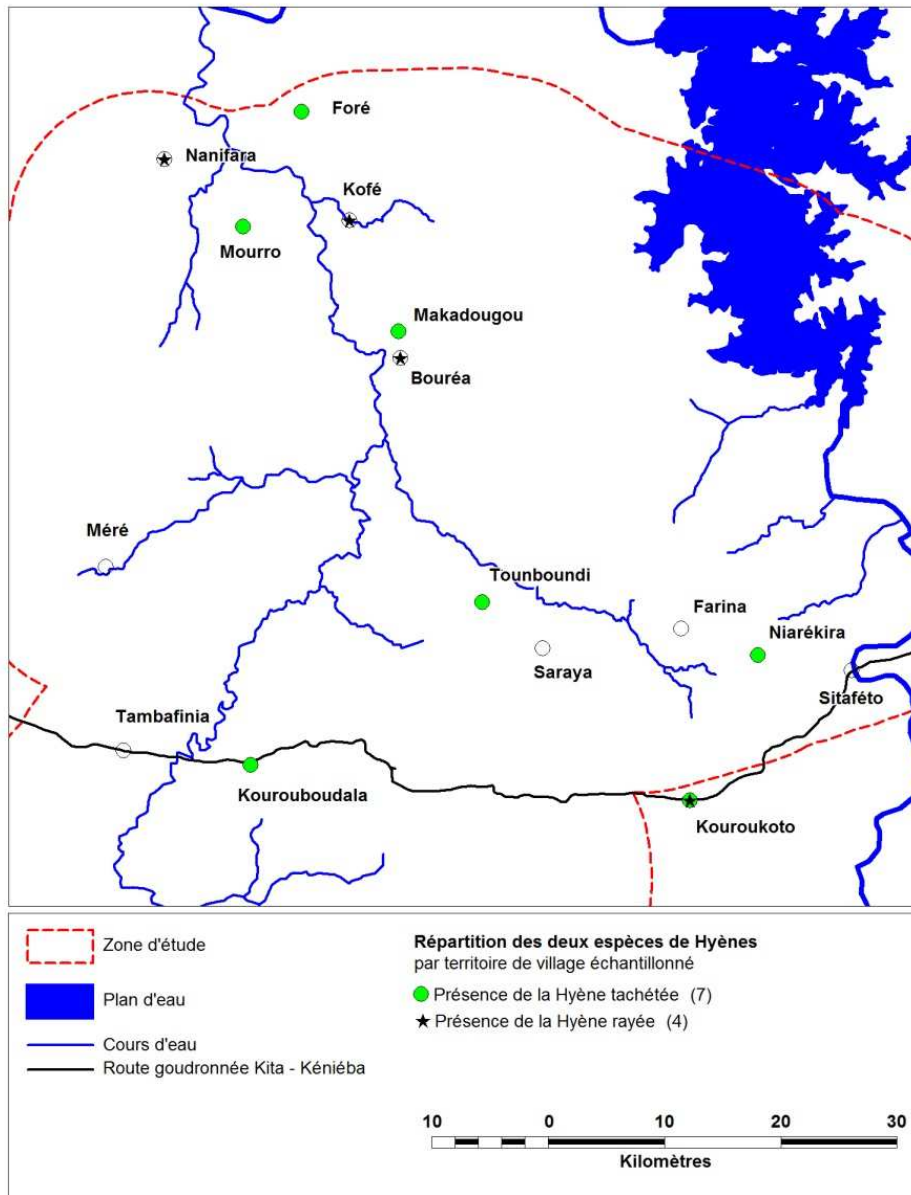 Foré
Nanifara
Kofé
Mourro
Makadougou
Bouréa
Méré
Tounboundi
Farina
Niarékira
Saraya
Sitaféto
Tambafinia
Kourouboudala
Kouroukoto
Zone d'étude
Plan d'eau
Cours d'eau
Route goudronnée Kita - Kéniéba
Répartition des deux espèces de Hyènes
par territoire de village échantillonné
Présence de la Hyène tachétée (7)
Présence de la Hyène rayée (4)
10 0 10 20 30
Kilomètres